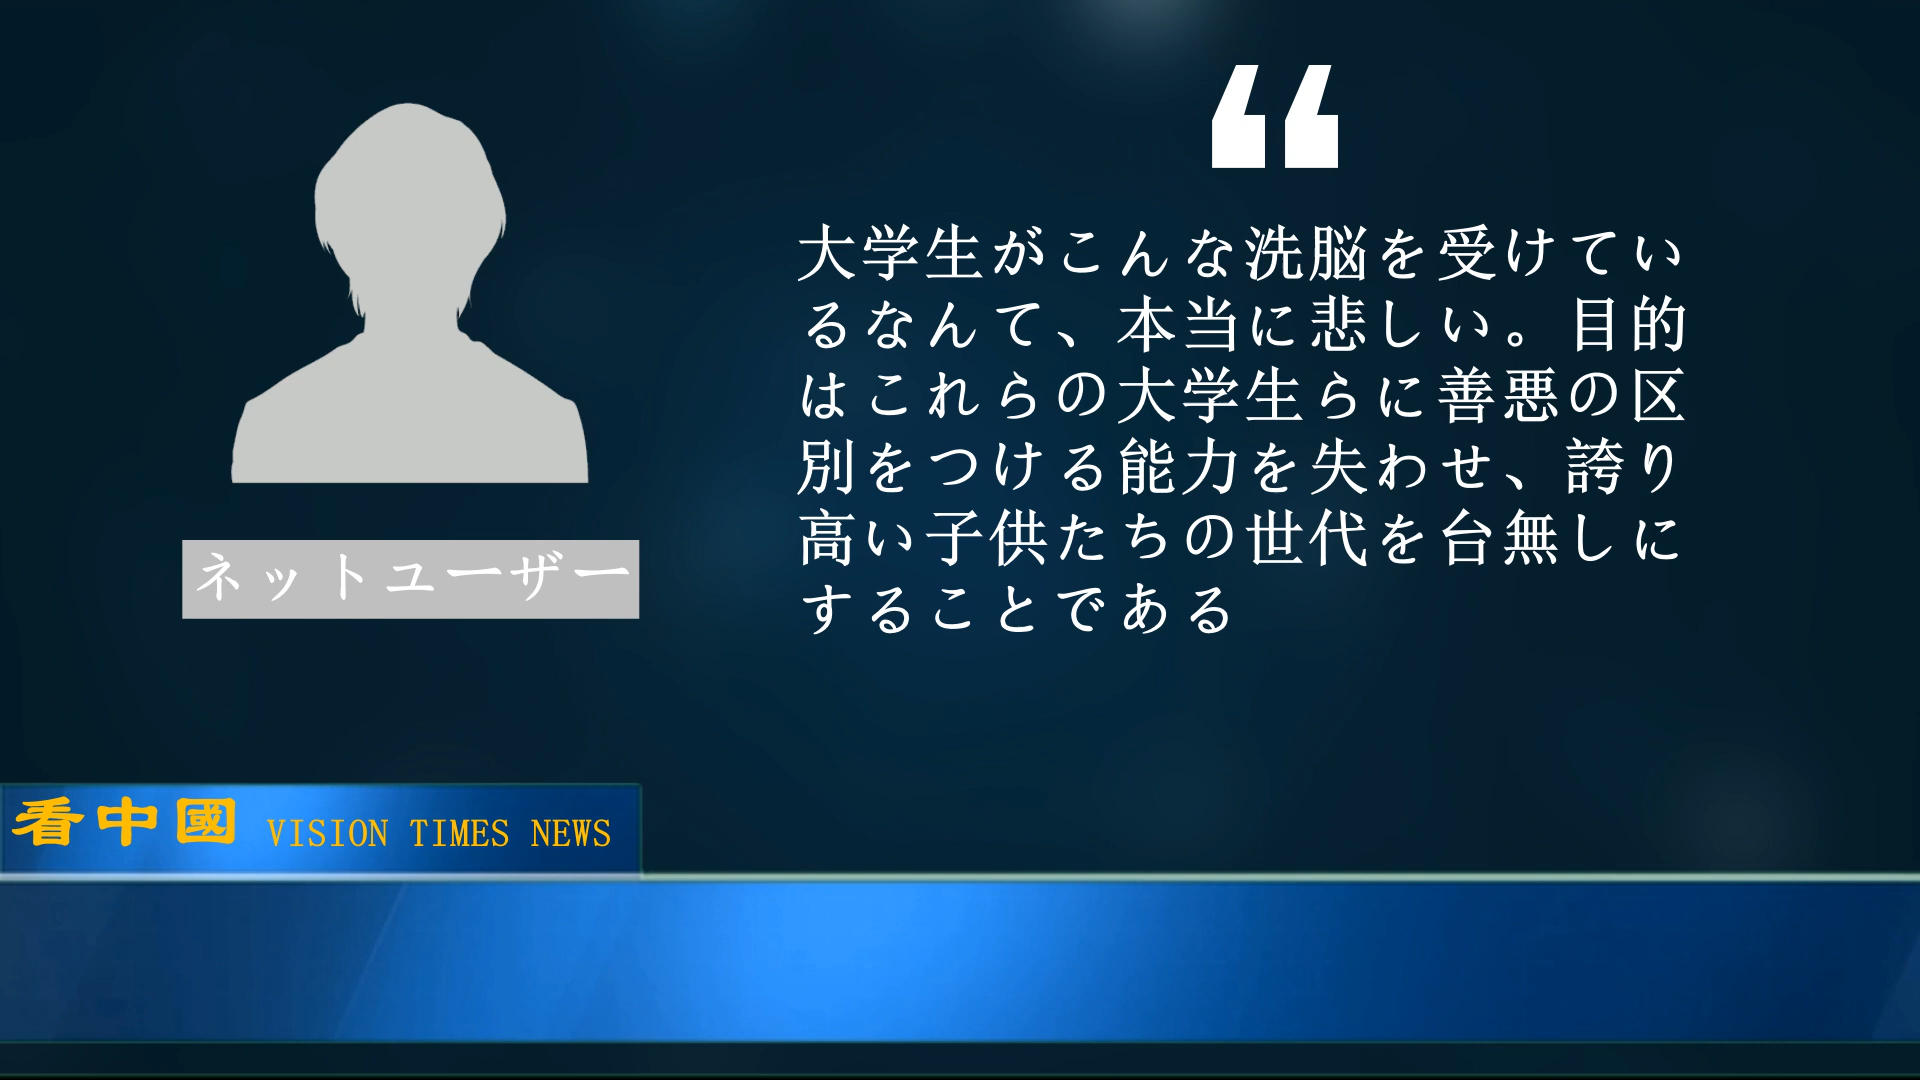 “
大学生がこんな洗脳を受けてい
るなんて、本当に悲しい。目的
はこれらの大学生らに善悪の区
別をつける能力を失わせ、誇り
高い子供たちの世代を台無しに
することである
ネットユーザー
看中國 VISION TIMES NEWS